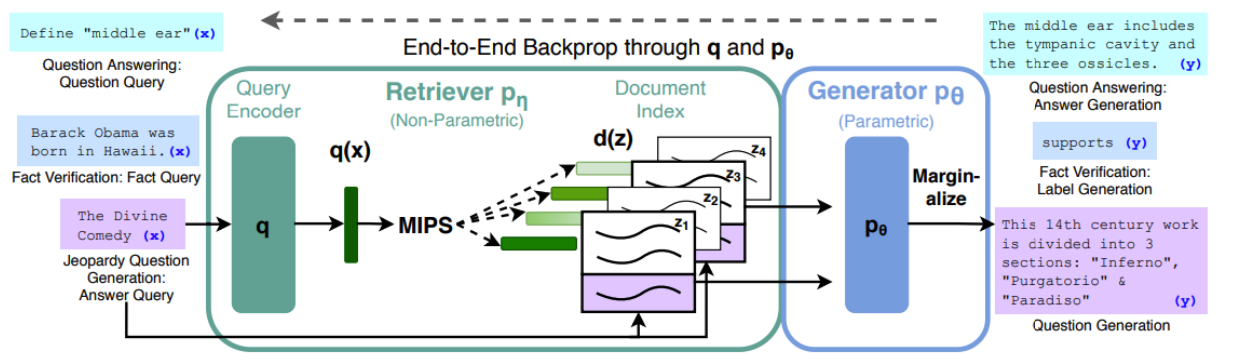 Define "middle ear" (x)
Question Answering:
Question Query
Barack Obama was
born in Hawaii. (x)
Fact Verification: Fact Query
The Divine
Comedy (x)
Jeopardy Question
Generation:
Answer Query
End-to-End Backprop through q and pθ
Query
Encoder
q
q(x)
Retriever pη
(Non-Parametric)
MIPS
Document
Index
d(z)
z4
z3
z2
z1
Generator pθ
(Parametric)
pθ
Margin-
alize
The middle ear includes
the tympanic cavity and
the three ossicles. (y)
Question Answering:
Answer Generation
supports (y)
Fact Verification:
Label Generation
This 14th century work
is divided into 3
sections: "Inferno",
"Purgatorio" &
"Paradiso" (y)
Question Generation